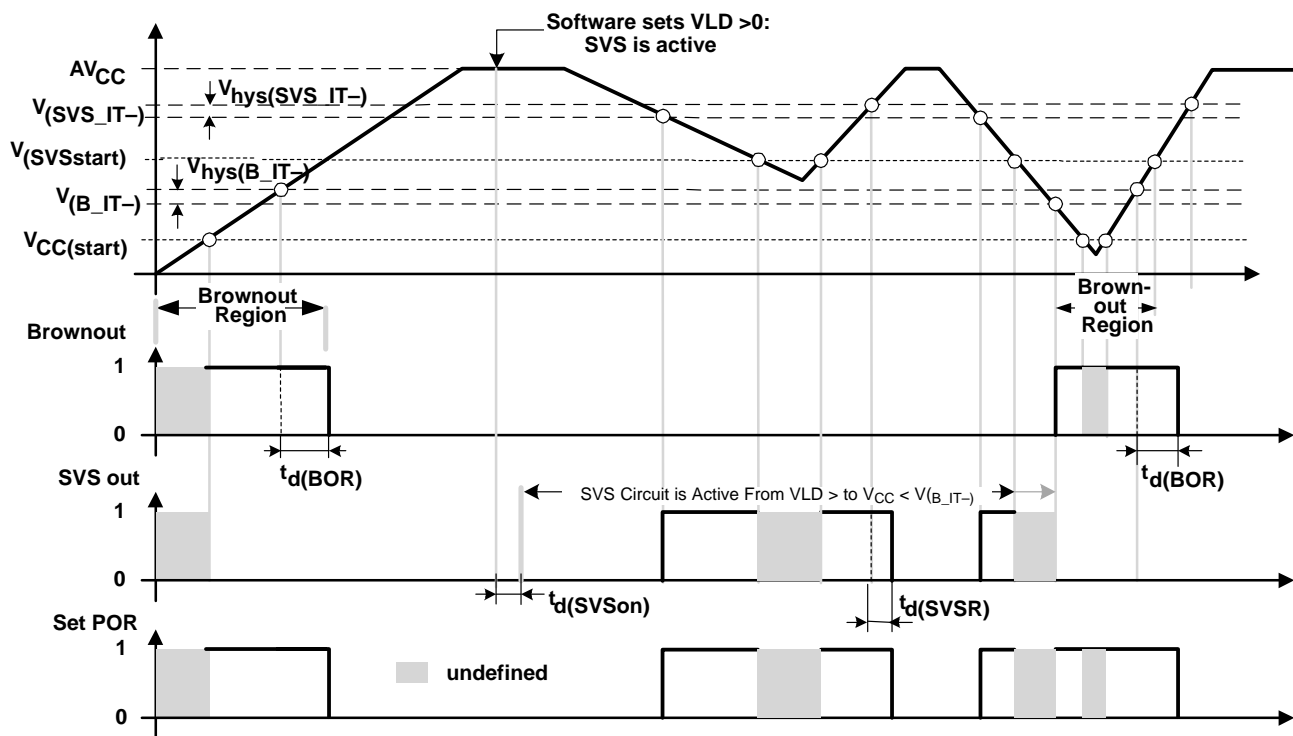 Software sets VLD >0:
SVS is active
AVCC
Vhys(SVS_IT–)
V(SVS_IT–)
V(SVSstart)
Vhys(B_IT–)
V(B_IT–)
VCC(start)
Brownout
Region
Brown-
out
Region
Brownout
1
0
td(BOR)
td(BOR)
SVS out
SVS Circuit is Active From VLD > to VCC < V(B_IT–)
1
0
td(SVSon)
td(SVSR)
Set POR
1
undefined
0